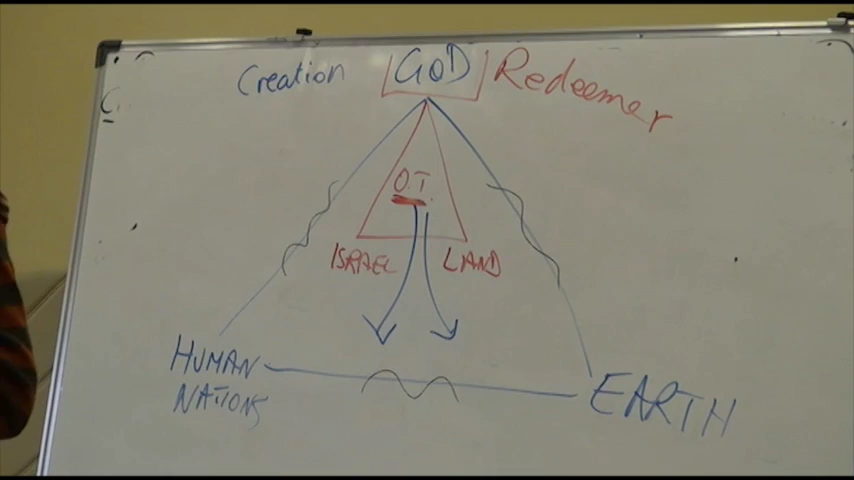 Creation GOD Redeemer
O.T.
ISRAEL LAND
HUMAN
NATIONS
EARTH